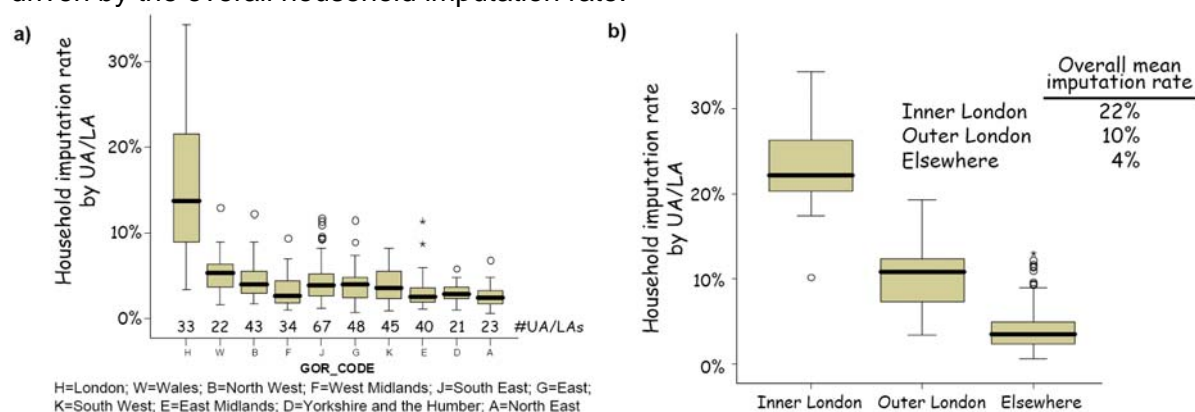 driven by the overall household imputation rate.
a)
Household imputation rate
by UA/LA
30%
20%
10%
0%
33 22 43 34 67 48 45 40 21 23 #UA/LAs
H W B F J G K E D A
GOR_CODE
H=London; W=Wales; B=North West; F=West Midlands; J=South East; G=East;
K=South West; E=East Midlands; D=Yorkshire and the Humber; A=North East
b)
Household imputation rate
by UA/LA
30%
20%
10%
0%
Overall mean
imputation rate
Inner London 22%
Outer London 10%
Elsewhere 4%
Inner London Outer London Elsewhere